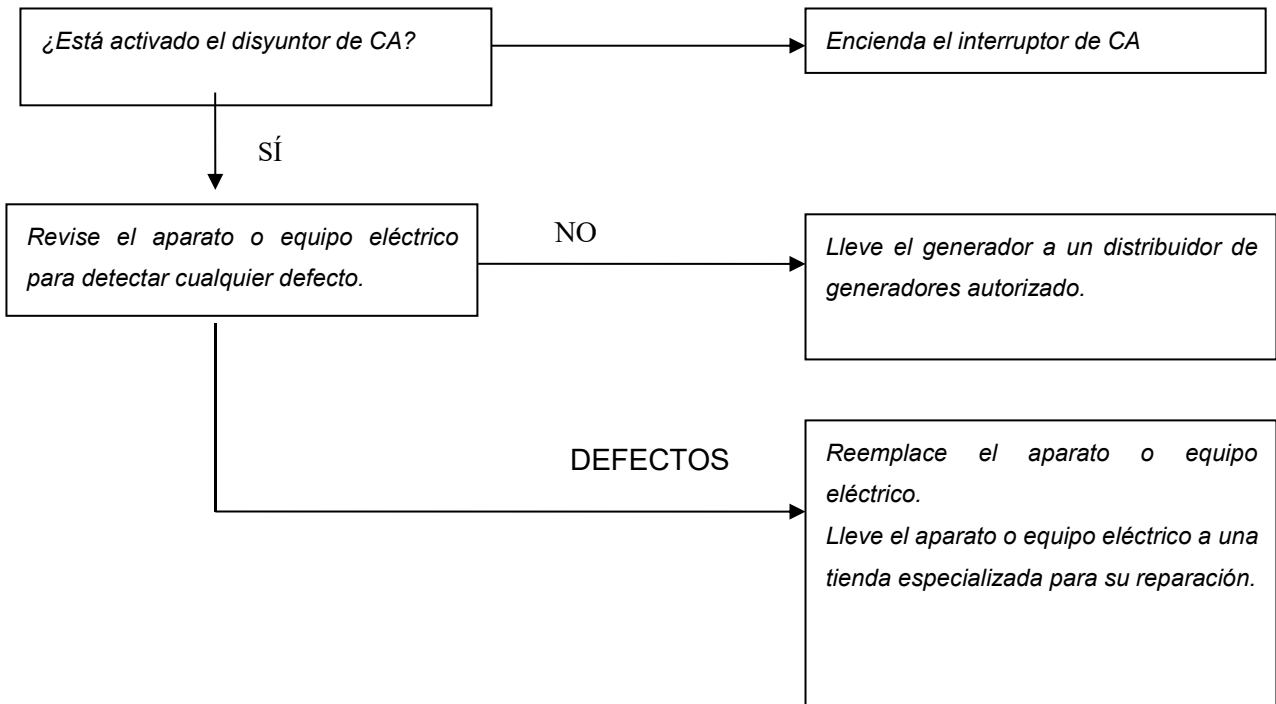 ¿Está activado el disyuntor de CA?
Encienda el interruptor de CA
SÍ
Revise el aparato o equipo eléctrico
para detectar cualquier defecto.
NO
Lleve el generador a un distribuidor de
generadores autorizado.
DEFECTOS
Reemplace el aparato o equipo
eléctrico.
Lleve el aparato o equipo eléctrico a una
tienda especializada para su reparación.